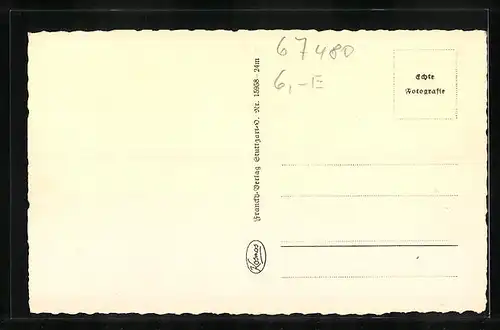 67480
6,-E
Echte
Fotografie
Franckh-Verlag Stuttgart-O. Nr. 15958-24m
Kosmos